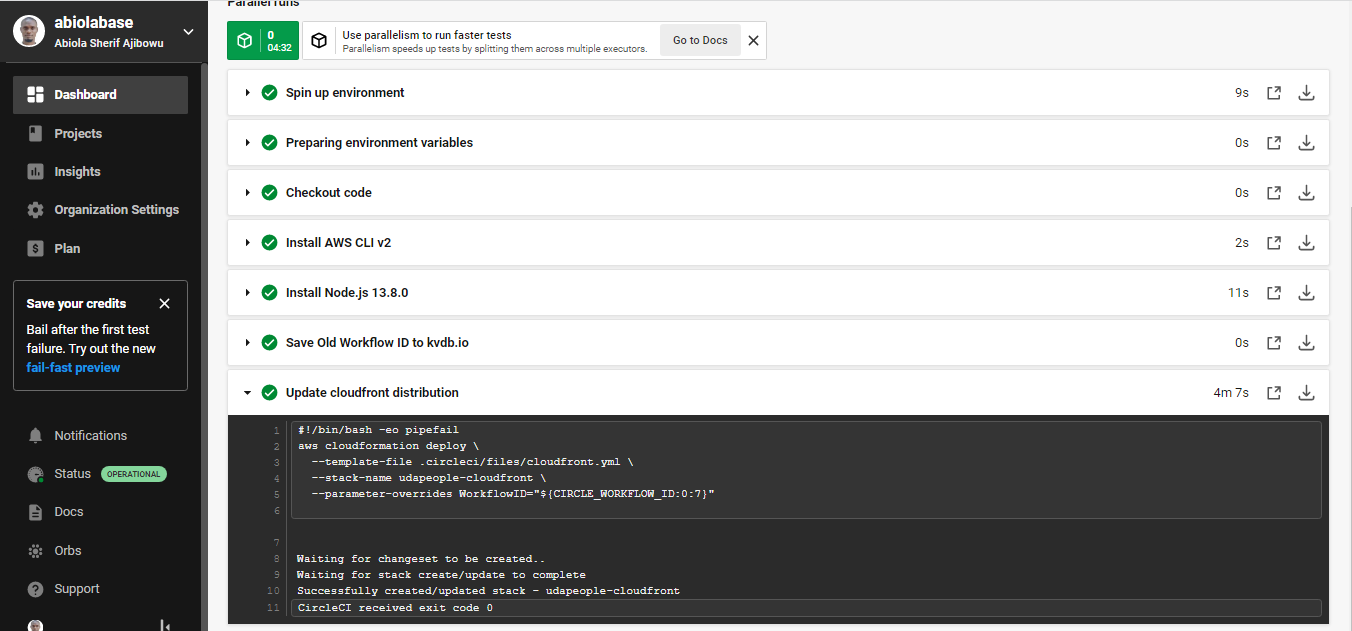 abiolabase
Abiola Sherif Ajibowu
Dashboard
Projects
Insights
Organization Settings
Plan
Save your credits
Bail after the first test
failure. Try out the new
fail-fast preview
Notifications
Status OPERATIONAL
Docs
Orbs
Support
Parallel runs
0
04:32
Use parallelism to run faster tests
Parallelism speeds up tests by splitting them across multiple executors.
Go to Docs
Spin up environment 9s
Preparing environment variables 0s
Checkout code 0s
Install AWS CLI v2 2s
Install Node.js 13.8.0 11s
Save Old Workflow ID to kvdb.io 0s
Update cloudfront distribution 4m 7s
1 #!/bin/bash -eo pipefail
2 aws cloudformation deploy \
3 --template-file .circleci/files/cloudfront.yml \
4 --stack-name udapeople-cloudfront \
5 --parameter-overrides WorkflowID="${CIRCLE_WORKFLOW_ID:0:7}"
6
7
8 Waiting for changeset to be created..
9 Waiting for stack create/update to complete
10 Successfully created/updated stack - udapeople-cloudfront
11 CircleCI received exit code 0